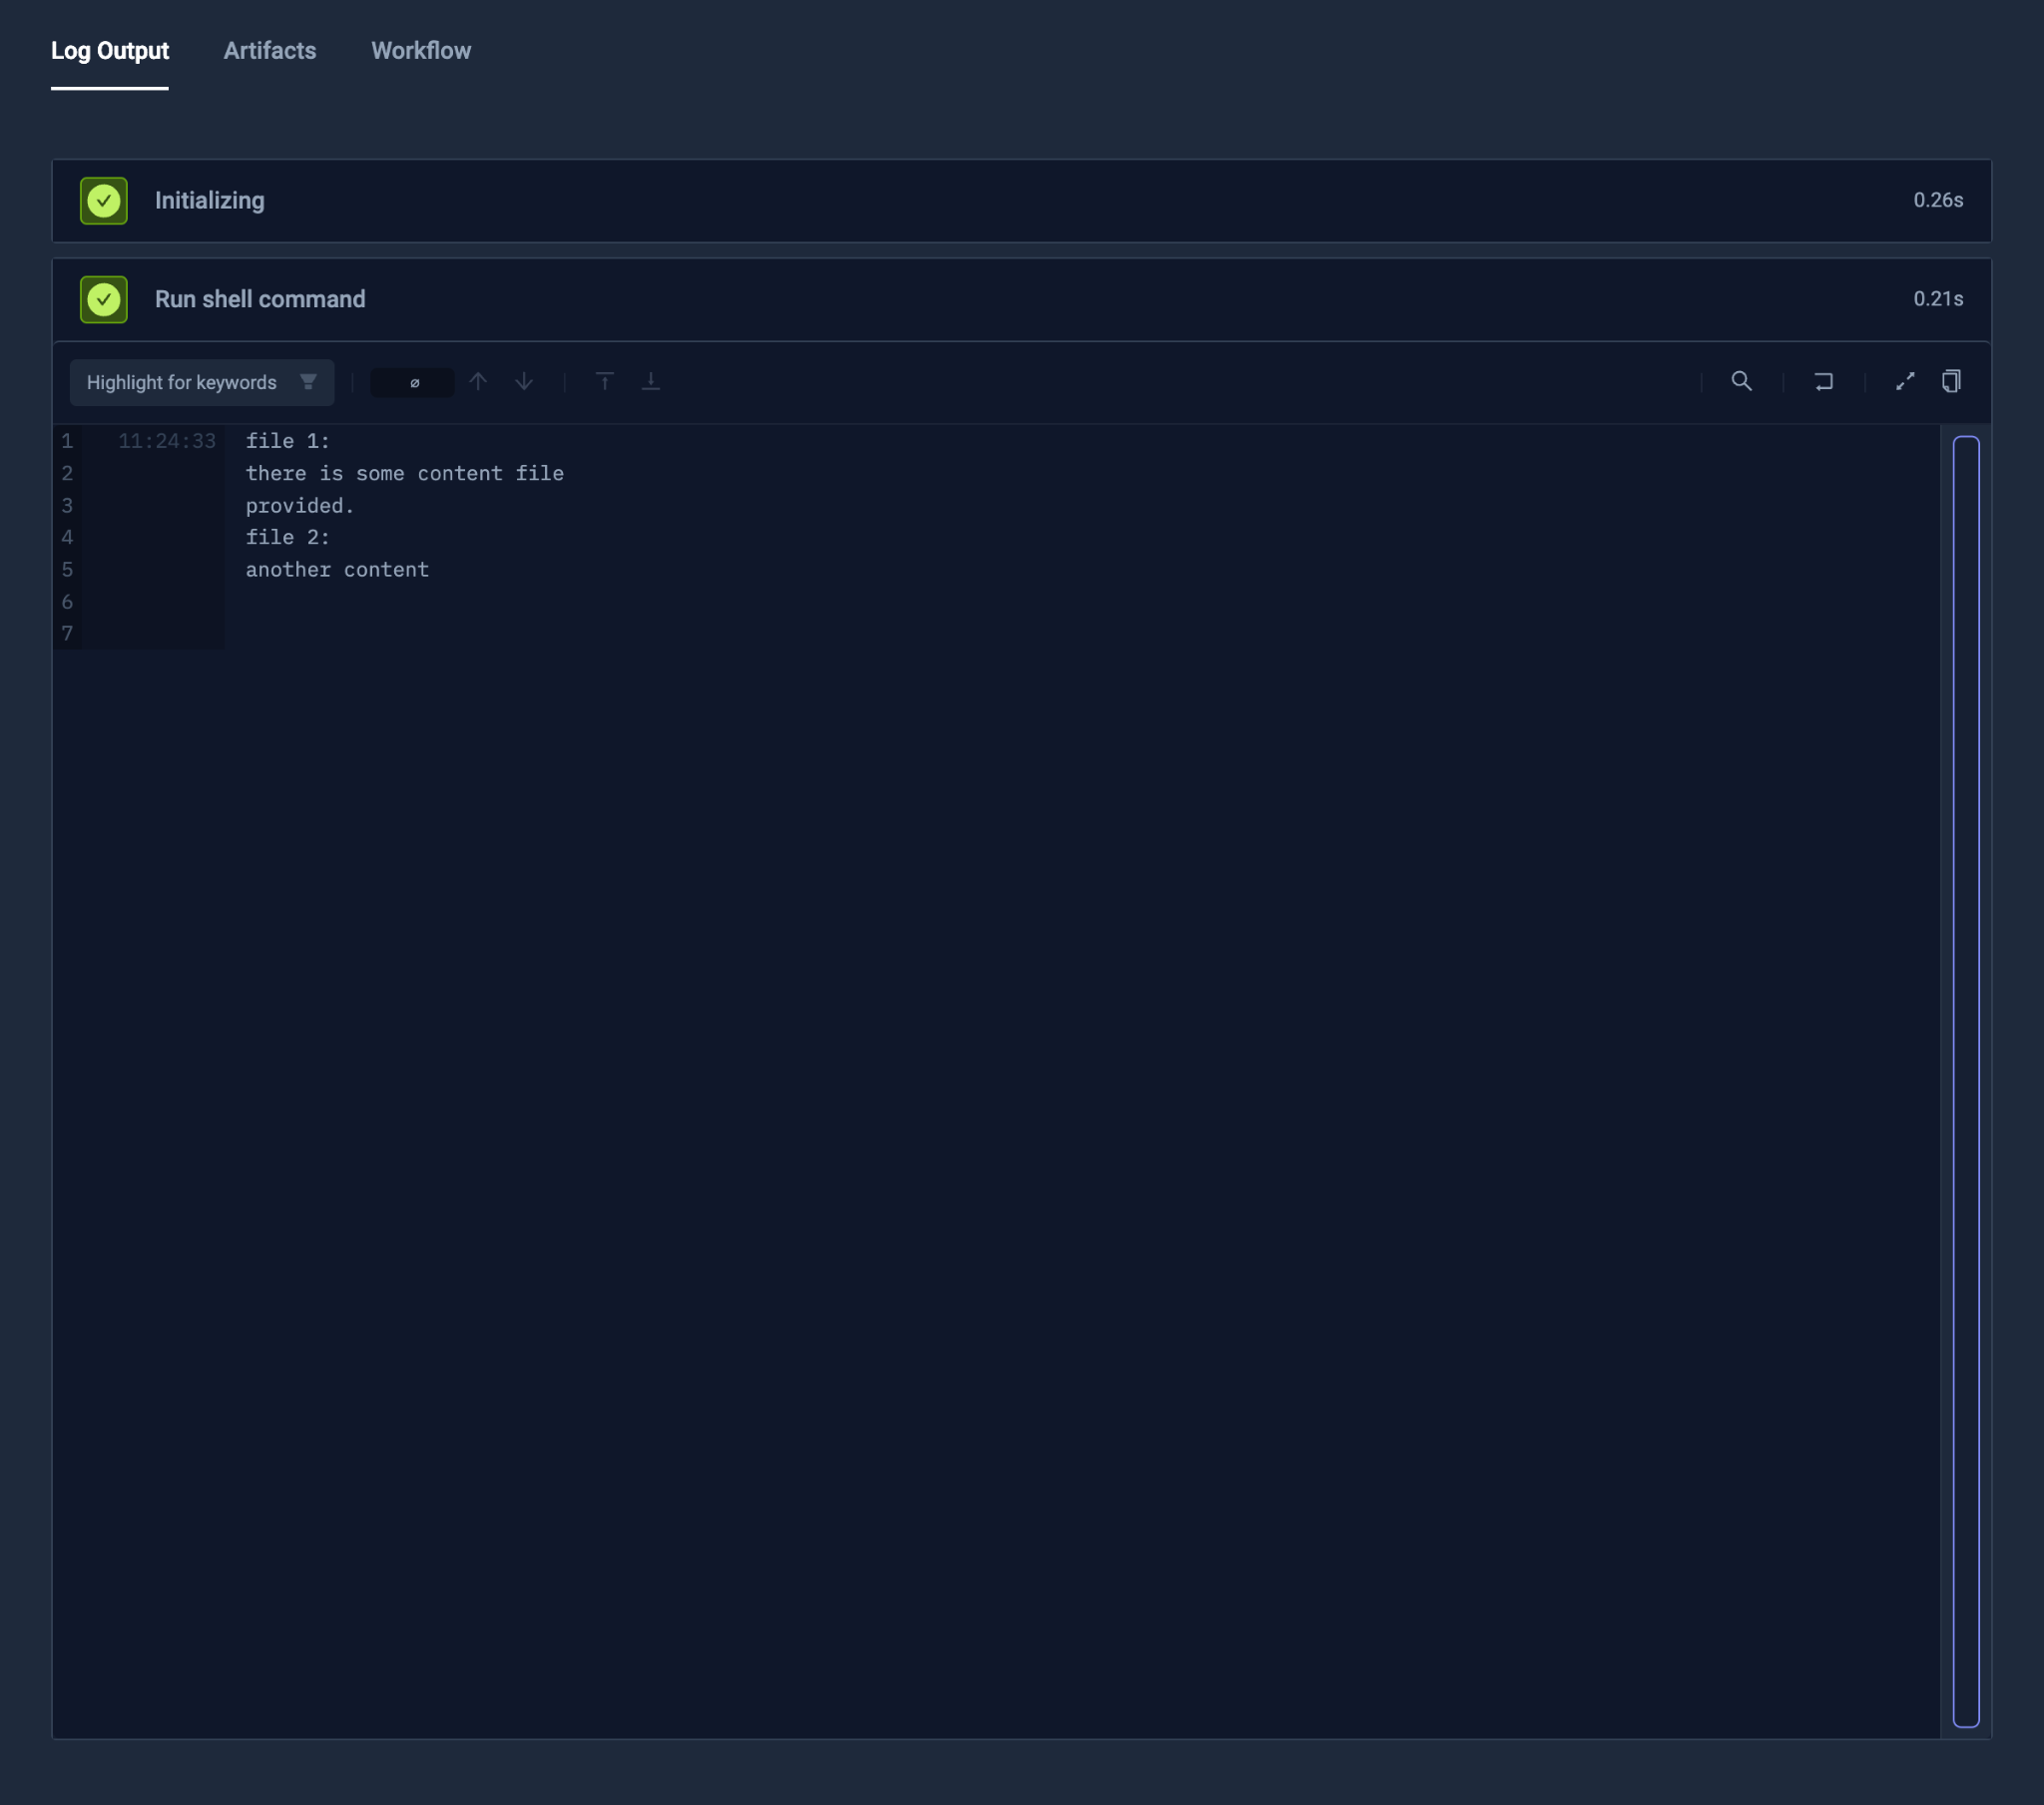 Log Output Artifacts Workflow
Initializing 0.26s
Run shell command 0.21s
Highlight for keywords ⌀
1 11:24:33 file 1:
2 there is some content file
3 provided.
4 file 2:
5 another content
6
7